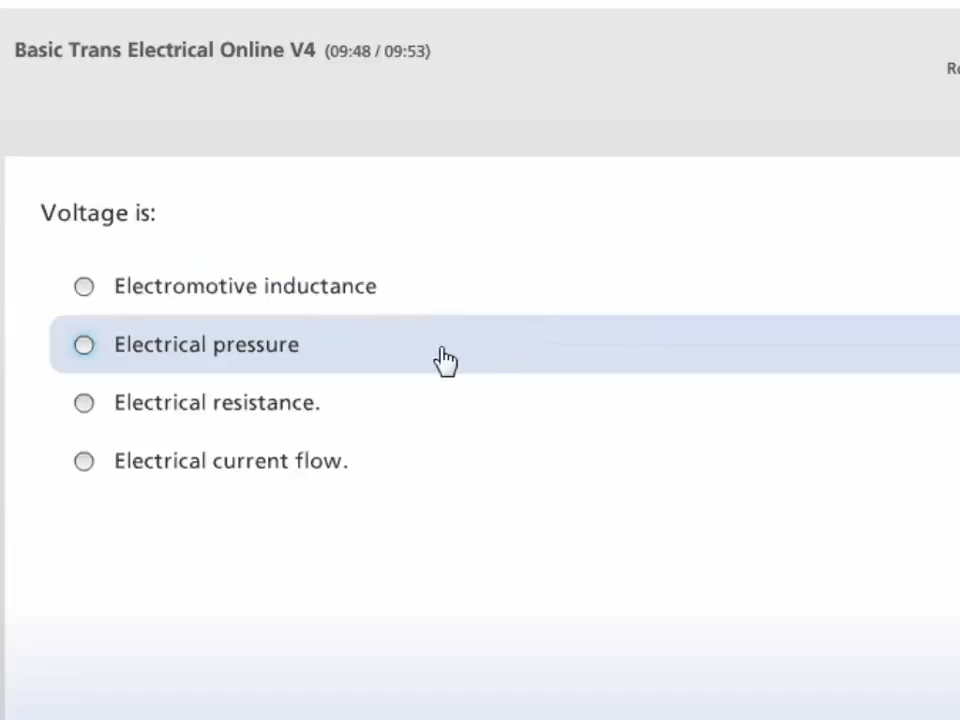 Basic Trans Electrical Online V4 (09:48 / 09:53)
Voltage is:
Electromotive inductance
Electrical pressure
Electrical resistance.
Electrical current flow.